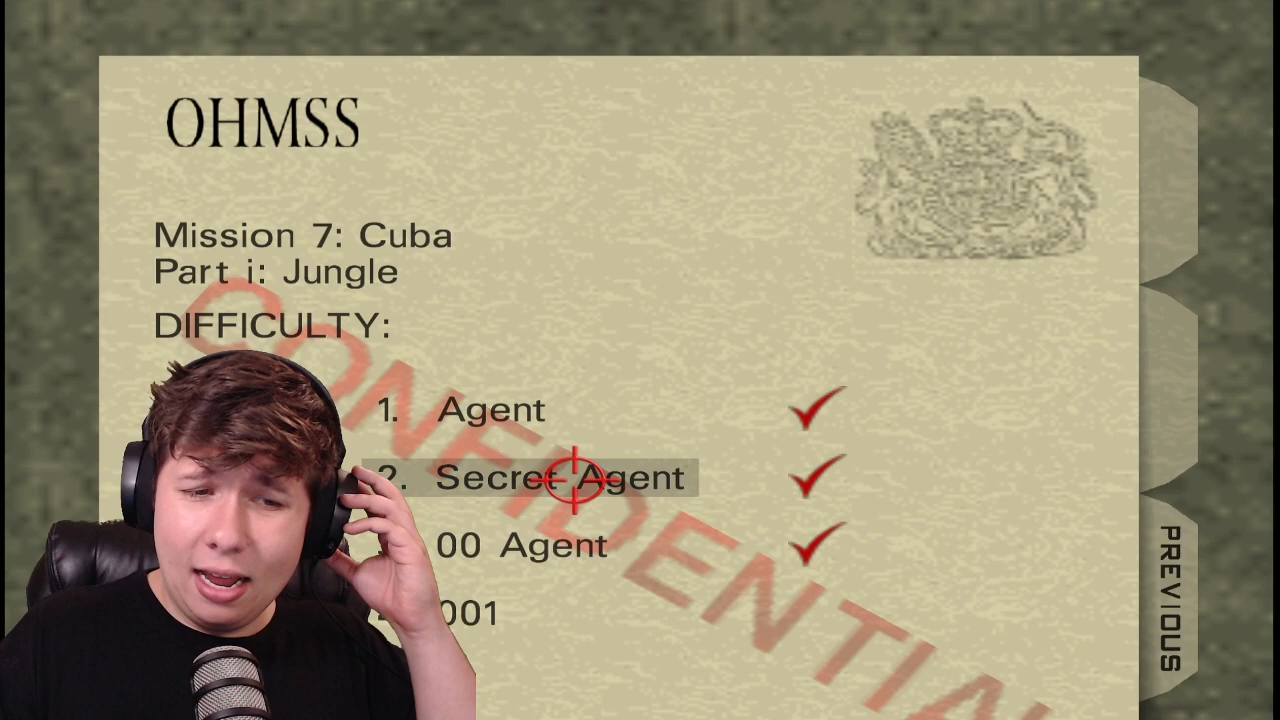 OHMSS
Mission 7: Cuba
Part i: Jungle
DIFFICULTY:
1. Agent
2. Secret Agent
00 Agent
001
CONFIDENTIAL
PREVIOUS